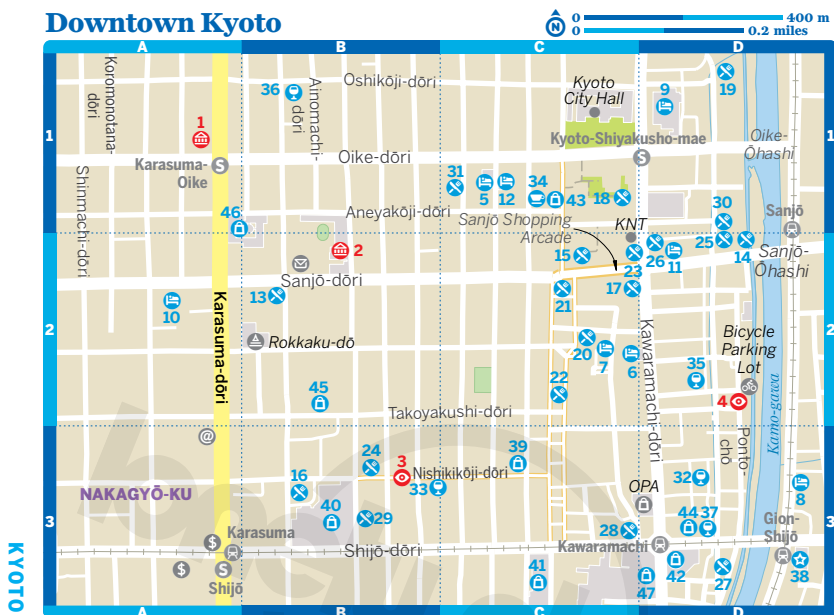 Downtown Kyoto
N
0 400 m
0 0.2 miles
A B C D
1
2
3
Koromonotana-
dōri
Shinmachi-dōri
Ainomachi-
dōri
Oshikōji-dōri
Kyoto
City Hall
Kyoto-Shiyakusho-mae
S
Oike-
Ōhashi
36
9
19
1
Karasuma-
Oike
S
Oike-dōri
31
5
12
34
43
18
Aneyakōji-dōri
Sanjō Shopping
Arcade
KNT
30
Sanjō
46
2
15
23
26
11
25
14
Sanjō-
Ōhashi
Sanjō-dōri
13
10
21
17
Karasuma-dōri
Rokkaku-dō
20
7
6
Kawaramachi-dōri
Bicycle
Parking
Lot
35
4
Kamo-gawa
45
22
Takoyakushi-dōri
@
Ponto-
chō
24
3
39
Nishikikōji-dōri
33
32
NAKAGYŌ-KU
16
40
29
28
OPA
44
37
8
Gion-
Shijō
$
Karasuma
Shijō-dōri
Kawaramachi
$
S
Shijō
41
47
42
27
38
A B C D
1
2
3
KYOTO
lonely